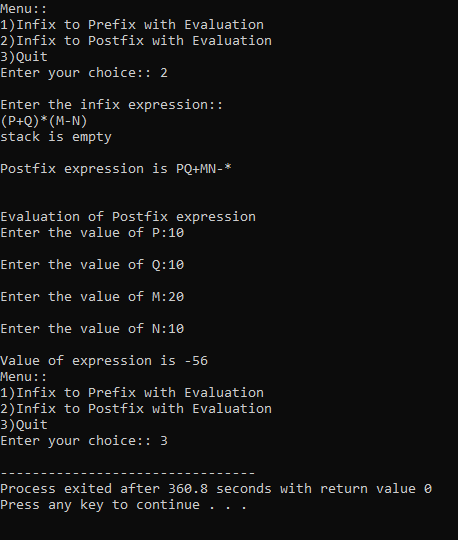 Menu::
1)Infix to Prefix with Evaluation
2)Infix to Postfix with Evaluation
3)Quit
Enter your choice:: 2
Enter the infix expression::
(P+Q)*(M-N)
stack is empty
Postfix expression is PQ+MN-*
Evaluation of Postfix expression
Enter the value of P:10
Enter the value of Q:10
Enter the value of M:20
Enter the value of N:10
Value of expression is -56
Menu::
1)Infix to Prefix with Evaluation
2)Infix to Postfix with Evaluation
3)Quit
Enter your choice:: 3
--------------------------------
Process exited after 360.8 seconds with return value 0
Press any key to continue . . .